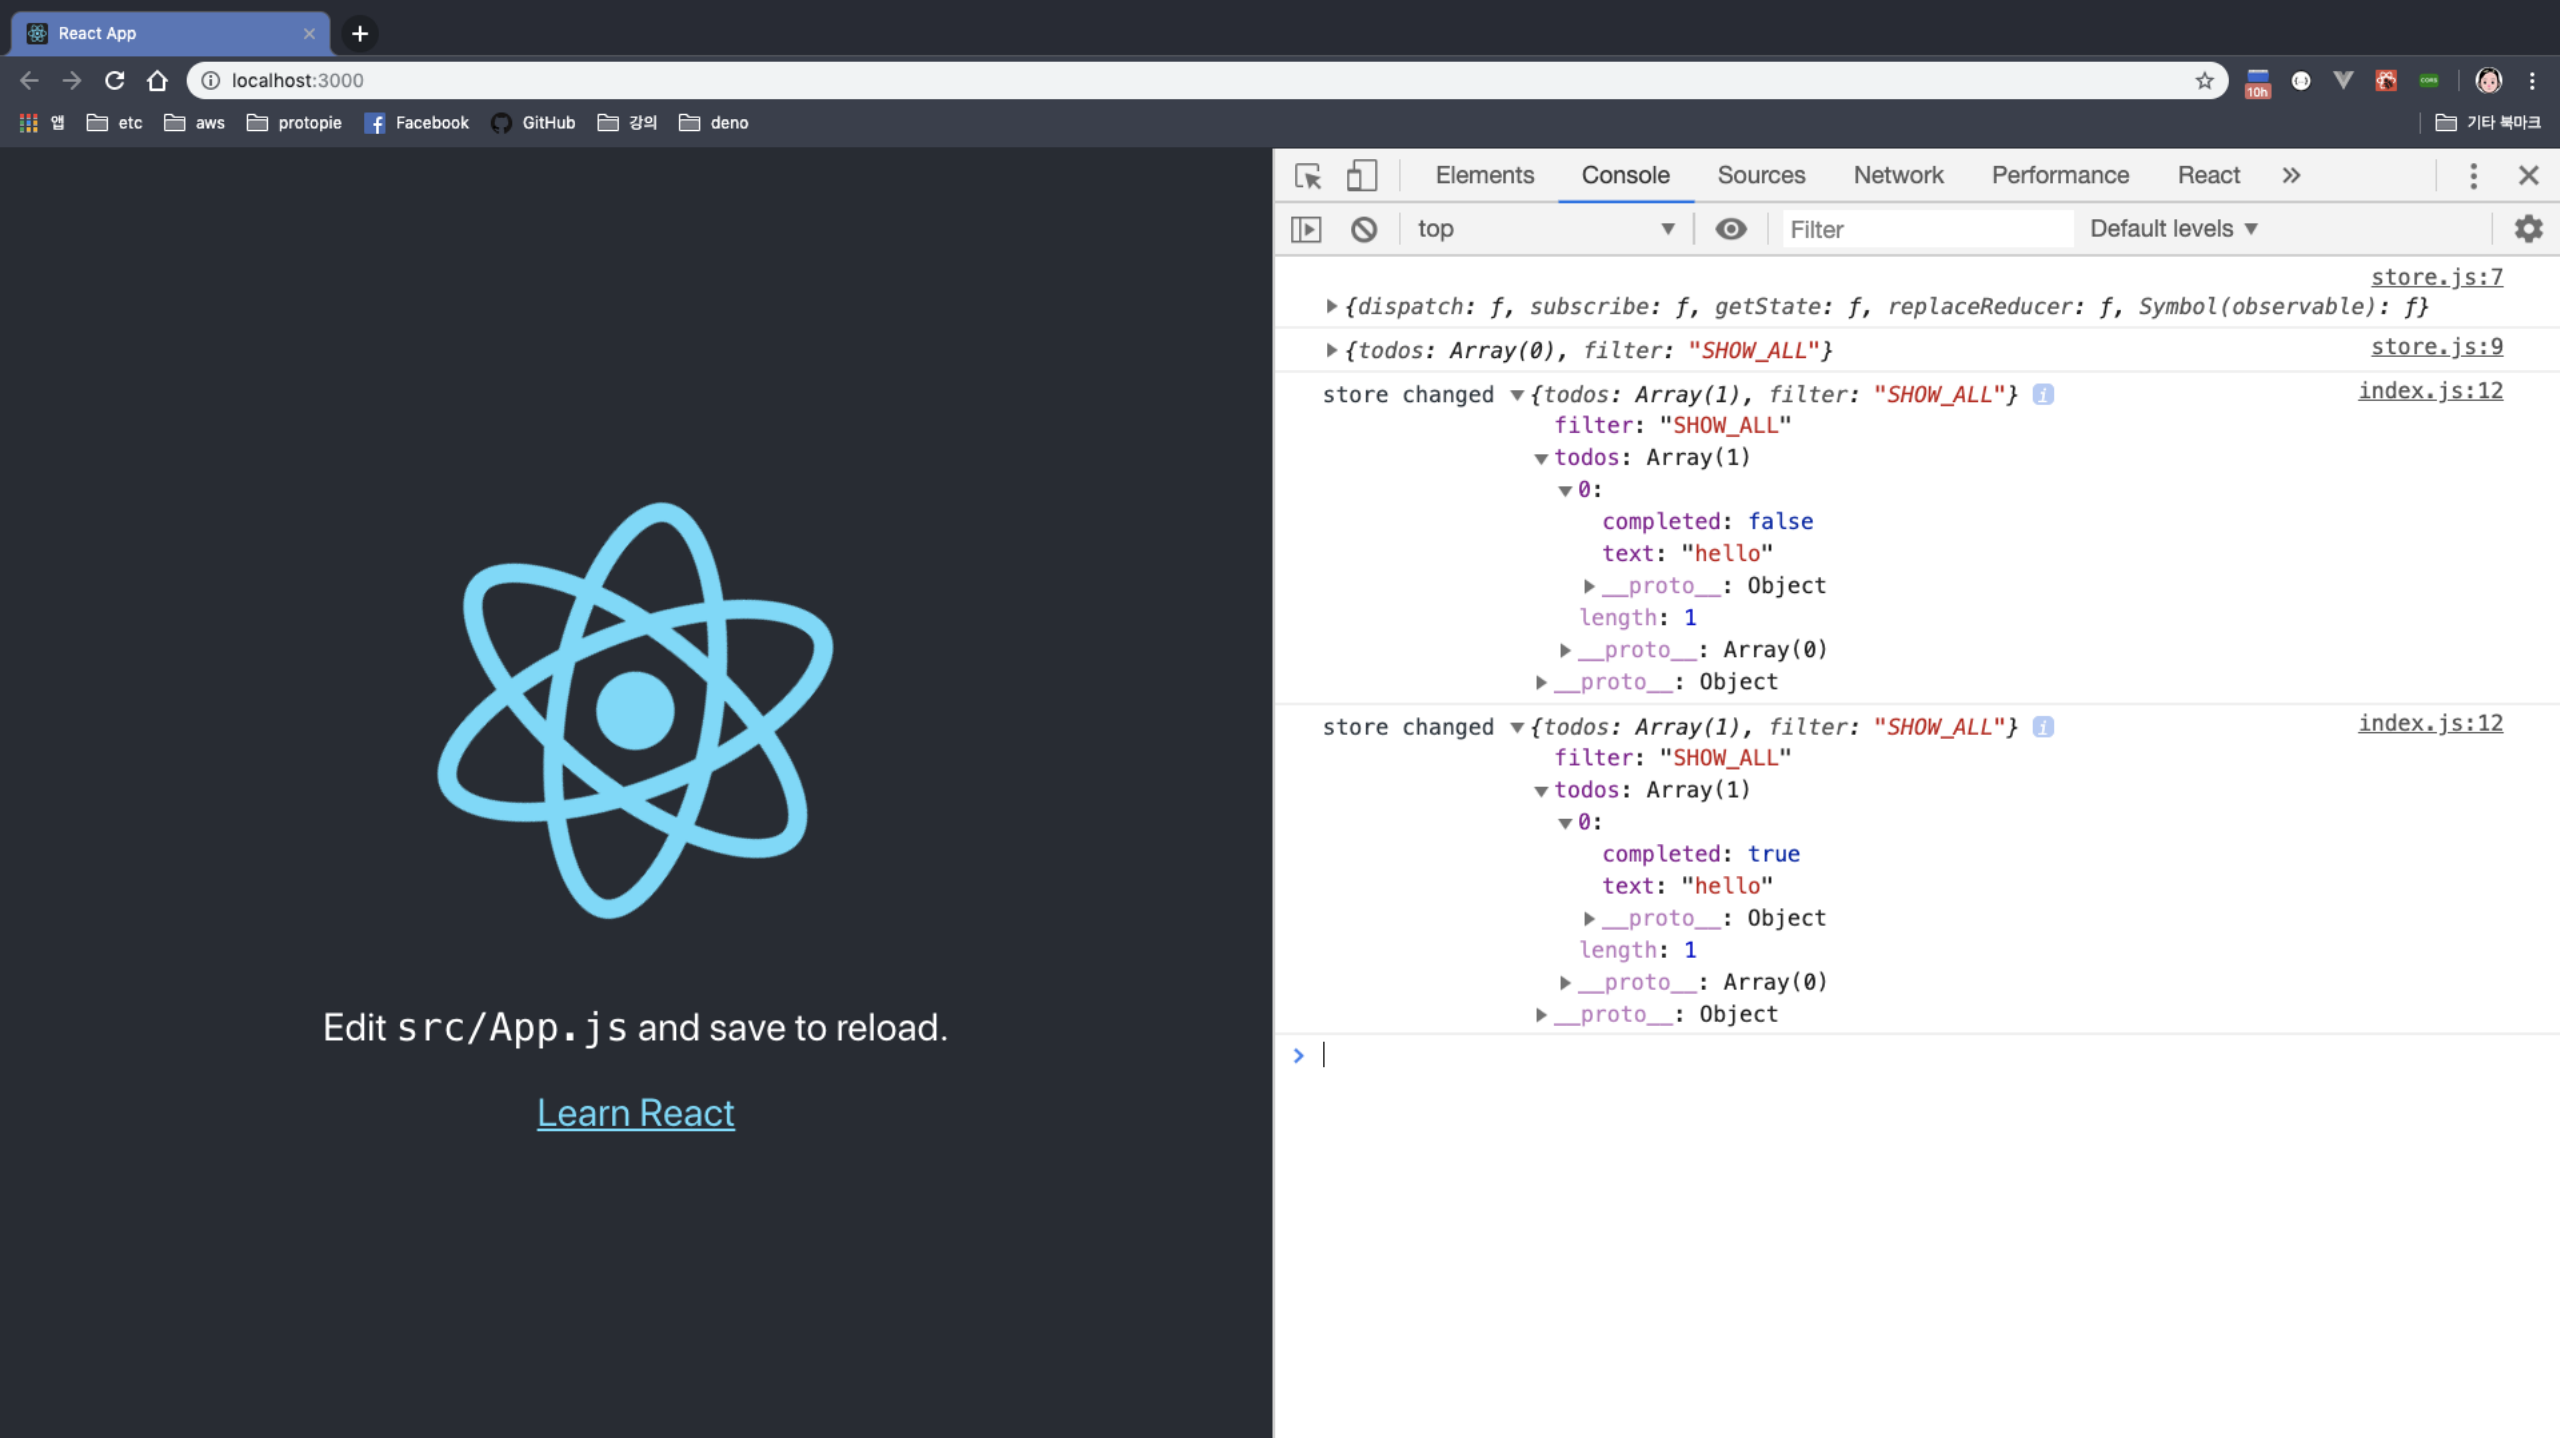 React App
localhost:3000
10h
앱 etc aws protopie Facebook GitHub 강의 deno 기타 북마크
Elements Console Sources Network Performance React
top Filter Default levels
store.js:7
{dispatch: ƒ, subscribe: ƒ, getState: ƒ, replaceReducer: ƒ, Symbol(observable): ƒ}
{todos: Array(0), filter: "SHOW_ALL"} store.js:9
store changed {todos: Array(1), filter: "SHOW_ALL"} index.js:12
filter: "SHOW_ALL"
todos: Array(1)
0:
completed: false
text: "hello"
__proto__: Object
length: 1
__proto__: Array(0)
__proto__: Object
store changed {todos: Array(1), filter: "SHOW_ALL"} index.js:12
filter: "SHOW_ALL"
todos: Array(1)
0:
completed: true
text: "hello"
__proto__: Object
length: 1
__proto__: Array(0)
__proto__: Object
Edit src/App.js and save to reload.
Learn React